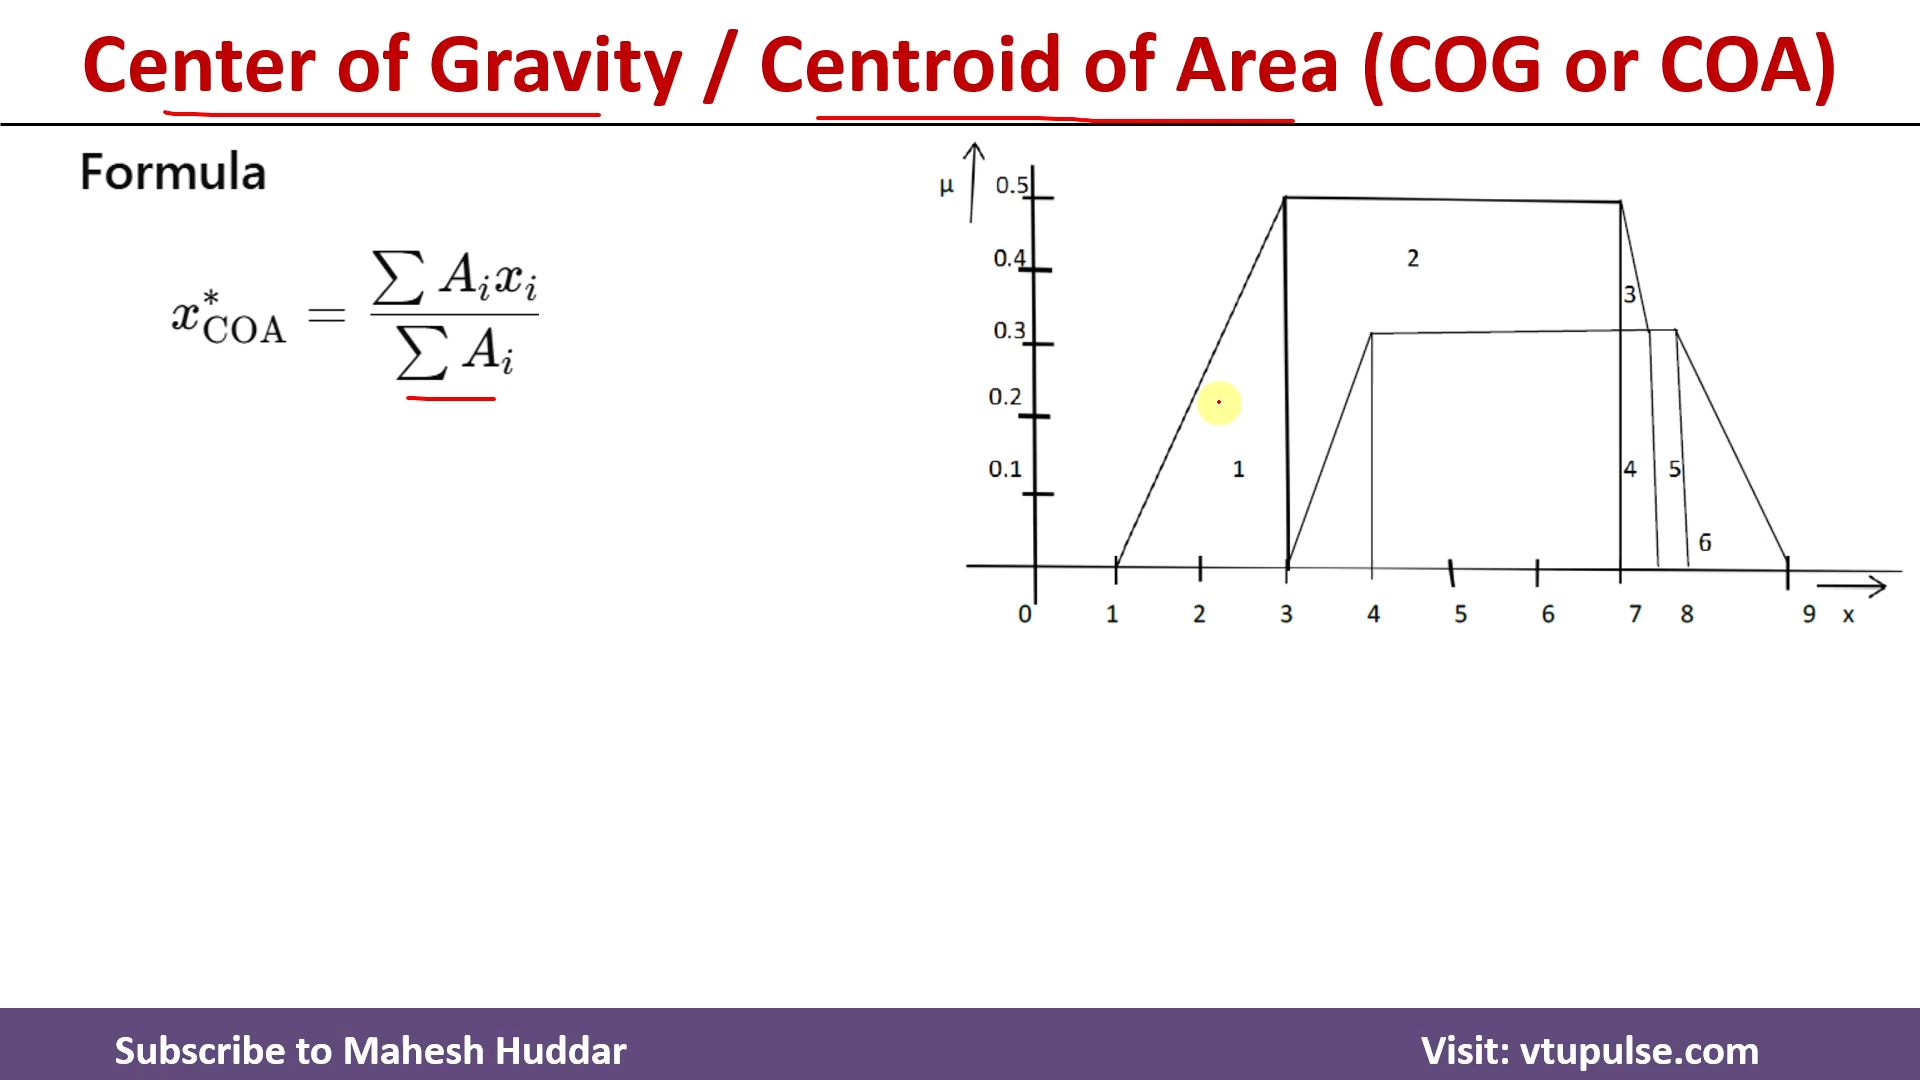 Center of Gravity / Centroid of Area (COG or COA)
Formula
x*COA = ∑ Aixi / ∑ Ai
μ
0.5
0.4
0.3
0.2
0.1
2
3
1
4
5
6
0 1 2 3 4 5 6 7 8 9 x
Subscribe to Mahesh Huddar
Visit: vtupulse.com